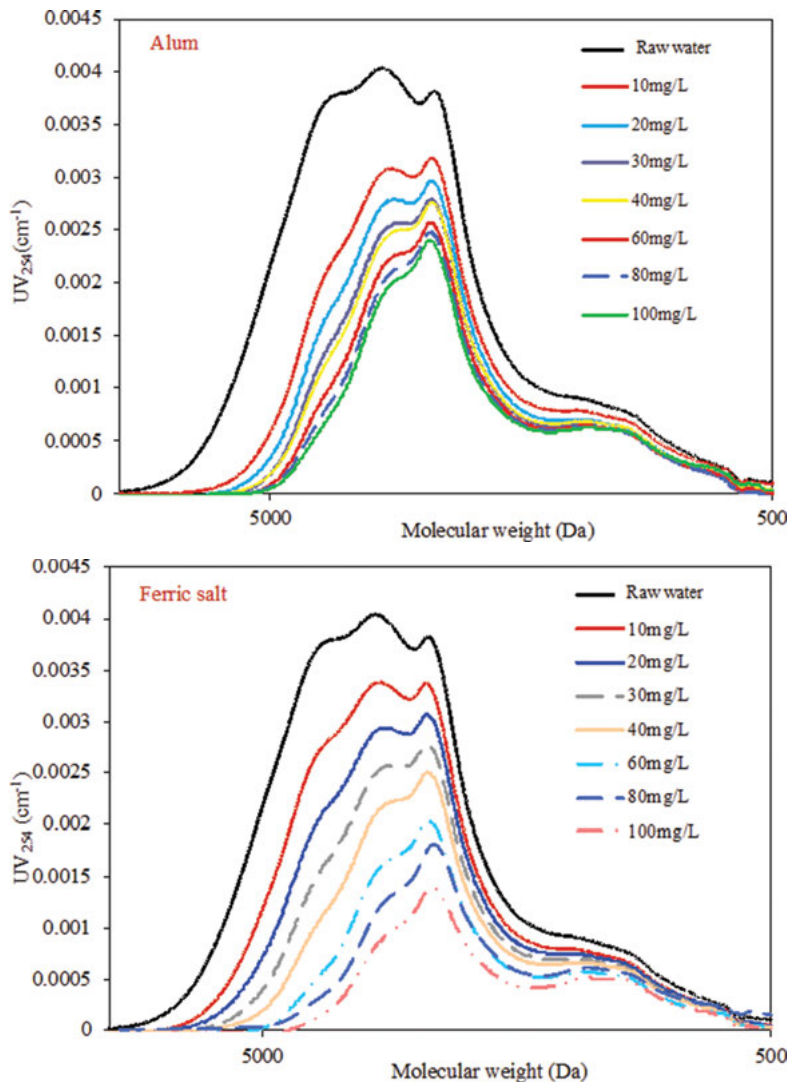 Alum
UV254(cm-1)
0.0045
0.004
0.0035
0.003
0.0025
0.002
0.0015
0.001
0.0005
0
5000
500
Molecular weight (Da)
Raw water
10mg/L
20mg/L
30mg/L
40mg/L
60mg/L
80mg/L
100mg/L
Ferric salt
UV254 (cm-1)
0.0045
0.004
0.0035
0.003
0.0025
0.002
0.0015
0.001
0.0005
0
5000
500
Molecular weight (Da)
Raw water
10mg/L
20mg/L
30mg/L
40mg/L
60mg/L
80mg/L
100mg/L